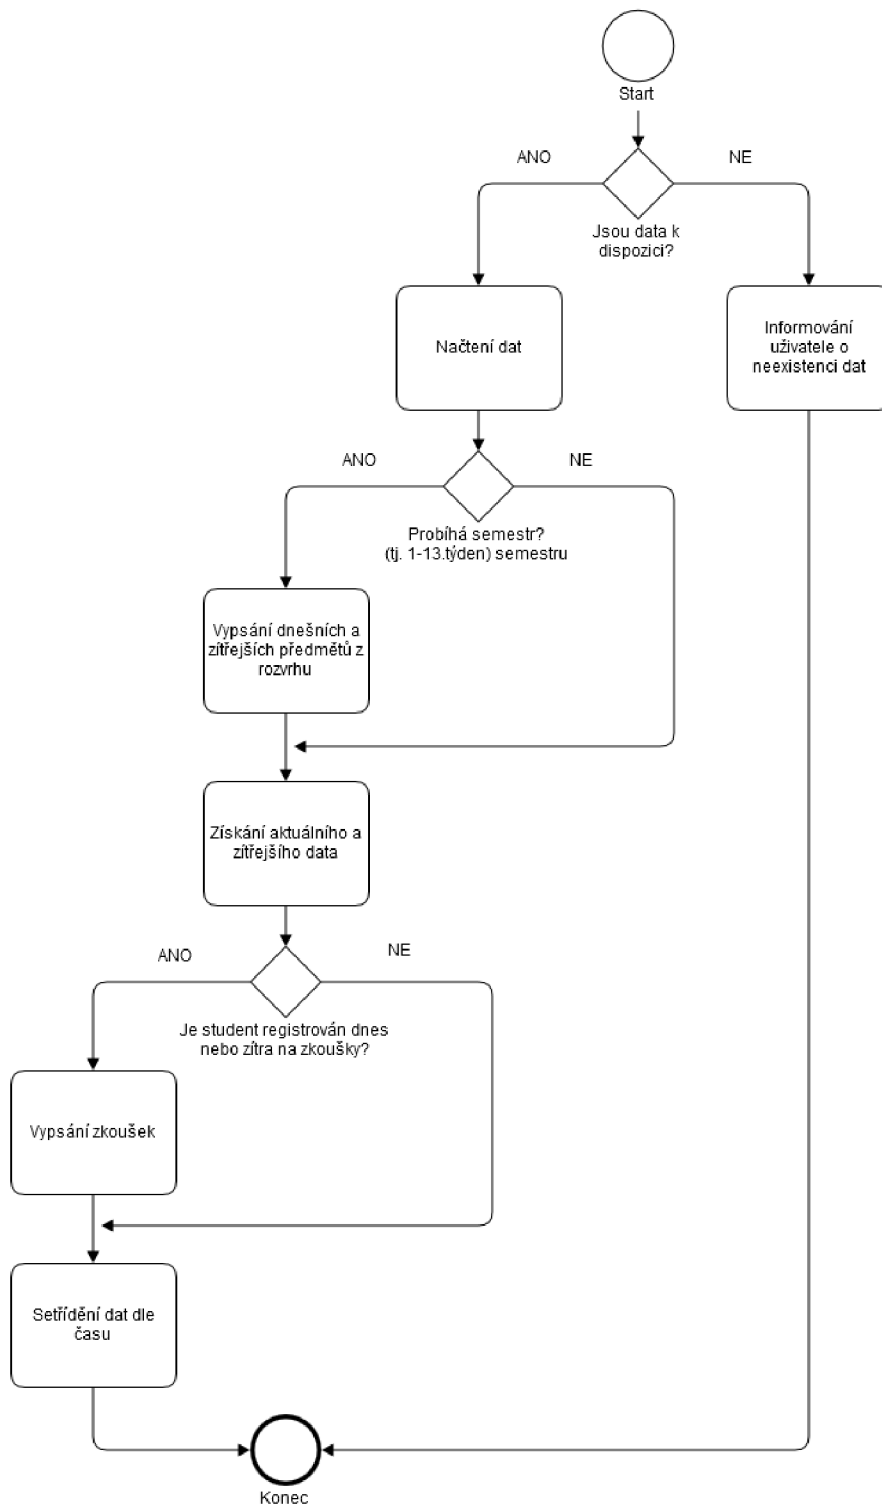 Start
ANO
NE
Jsou data k
dispozici?
Načtení dat
Informování
uživatele o
neexistenci dat
ANO
NE
Probíhá semestr?
(tj. 1-13.týden) semestru
Vypsání dnešních a
zítřejších předmětů z
rozvrhu
Získání aktuálního a
zítřejšího data
ANO
NE
Je student registrován dnes
nebo zítra na zkoušky?
Vypsání zkoušek
Setřídění dat dle
času
Konec